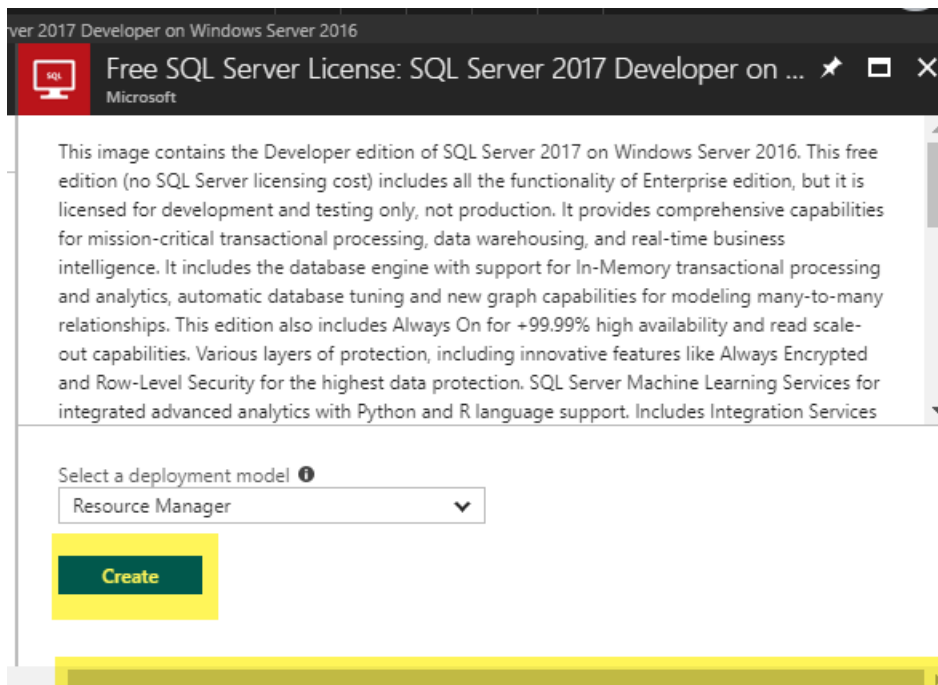 ver 2017 Developer on Windows Server 2016
SQL
Free SQL Server License: SQL Server 2017 Developer on ...
Microsoft
This image contains the Developer edition of SQL Server 2017 on Windows Server 2016. This free
edition (no SQL Server licensing cost) includes all the functionality of Enterprise edition, but it is
licensed for development and testing only, not production. It provides comprehensive capabilities
for mission-critical transactional processing, data warehousing, and real-time business
intelligence. It includes the database engine with support for In-Memory transactional processing
and analytics, automatic database tuning and new graph capabilities for modeling many-to-many
relationships. This edition also includes Always On for +99.99% high availability and read scale-
out capabilities. Various layers of protection, including innovative features like Always Encrypted
and Row-Level Security for the highest data protection. SQL Server Machine Learning Services for
integrated advanced analytics with Python and R language support. Includes Integration Services
Select a deployment model
Resource Manager
Create